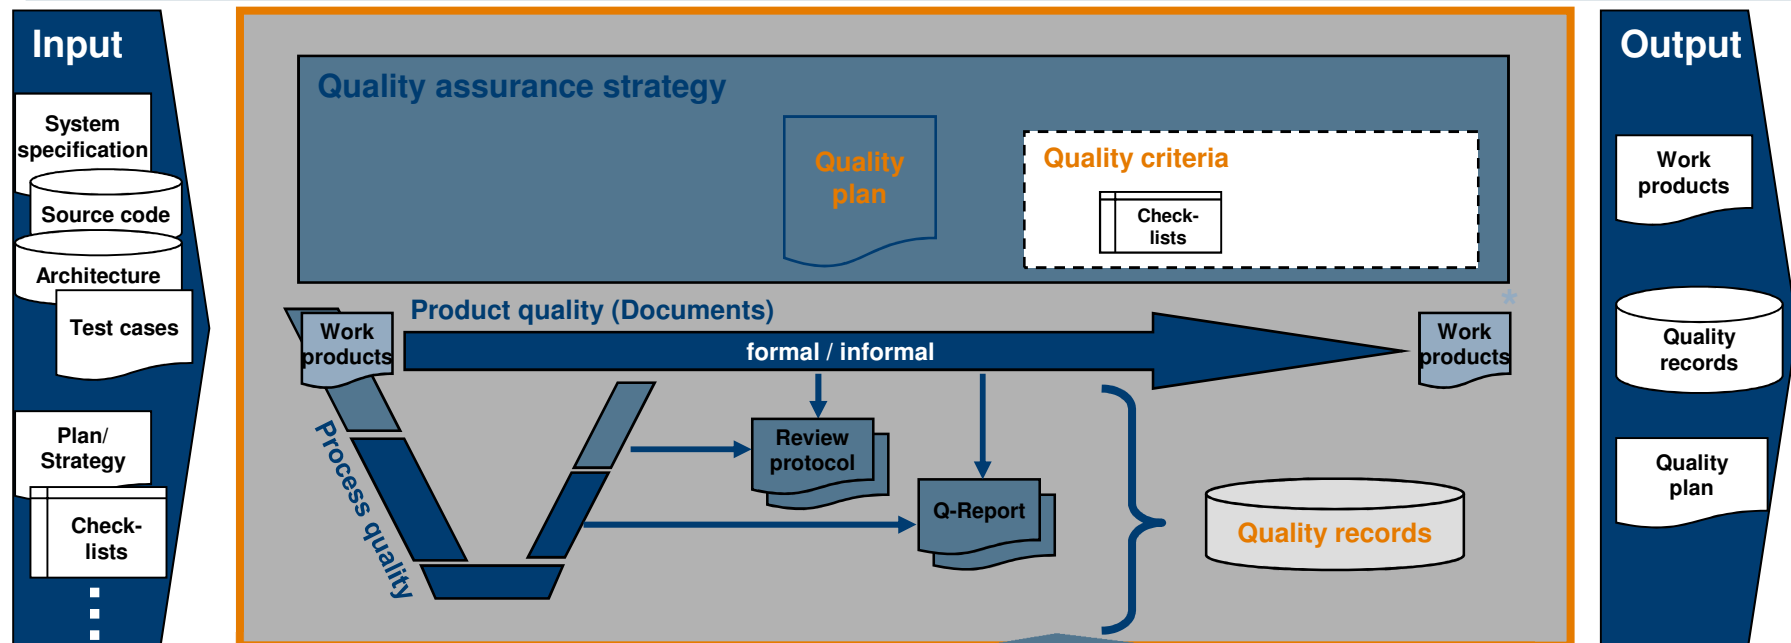 Input
System
specification
Source code
Architecture
Test cases
Plan/
Strategy
Check-
lists
Quality assurance strategy
Quality
plan
Quality criteria
Check-
lists
Product quality (Documents)
Work
products
formal / informal
*
Work
products
Process quality
Review
protocol
Q-Report
Quality records
Output
Work
products
Quality
records
Quality
plan